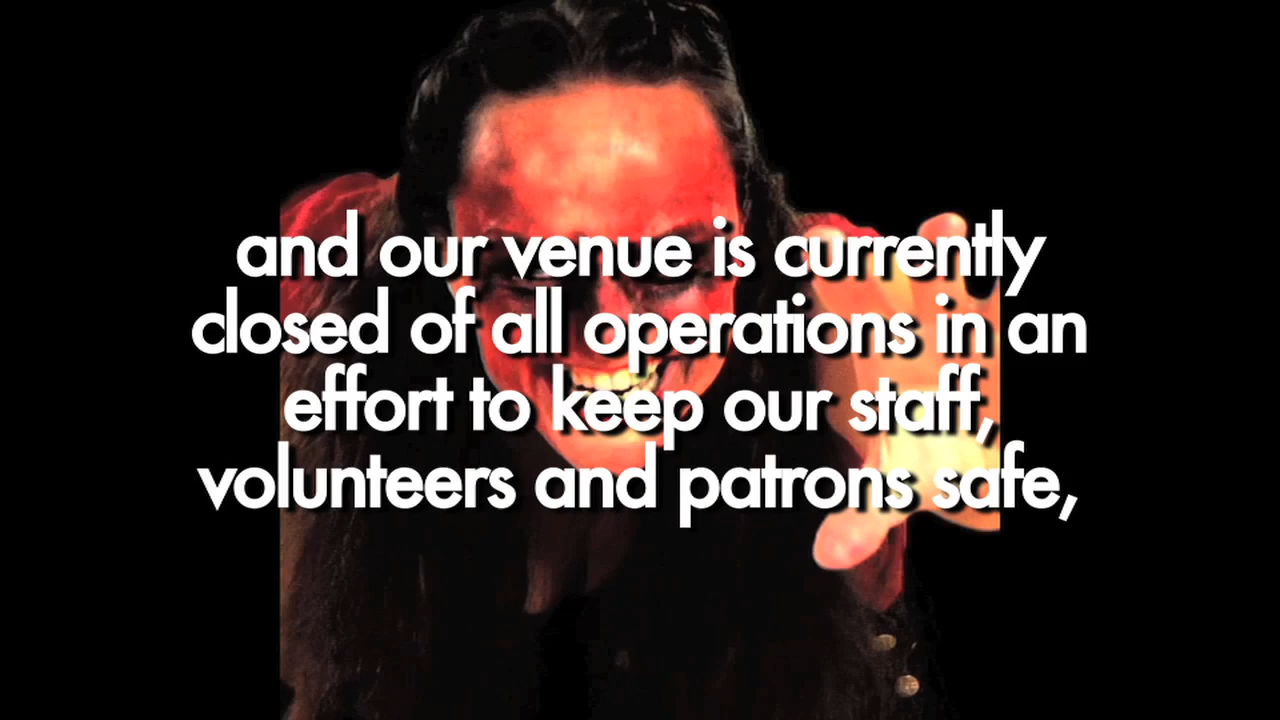 and our venue is currently
closed of all operations in an
effort to keep our staff,
volunteers and patrons safe,